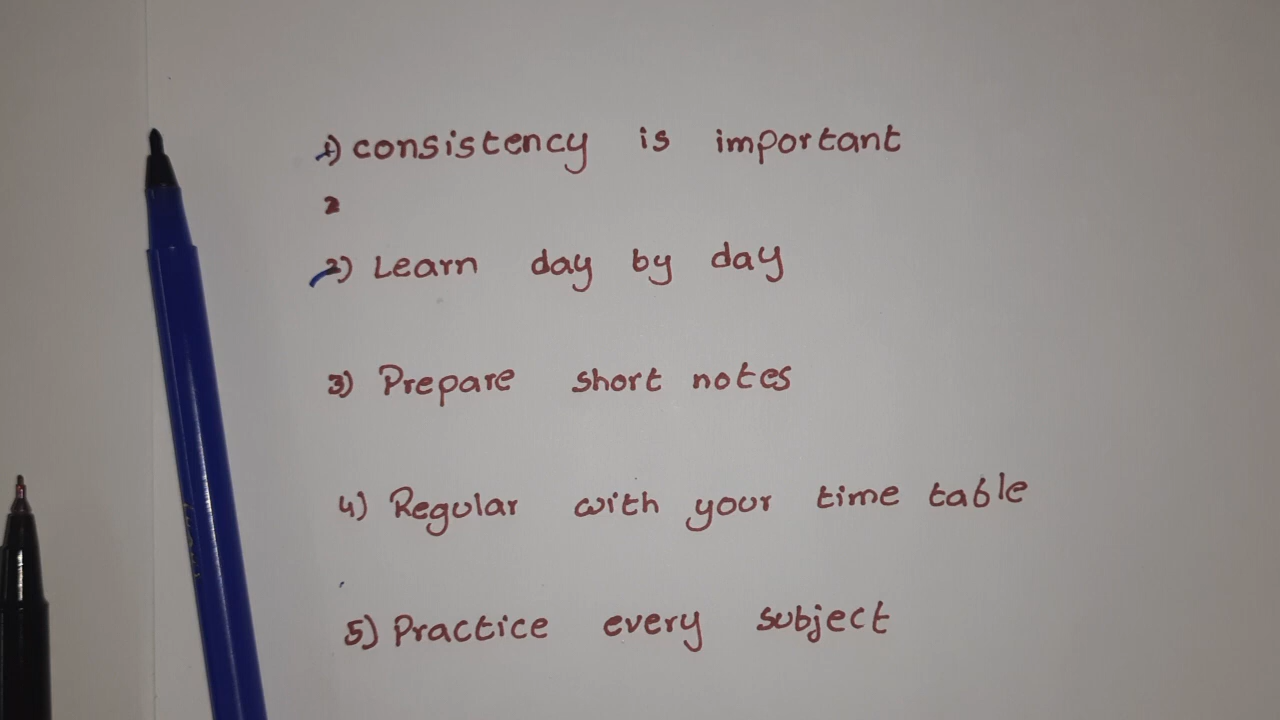 1) consistency is important
2
2) Learn day by day
3) Prepare short notes
4) Regular with your time table
5) Practice every subject